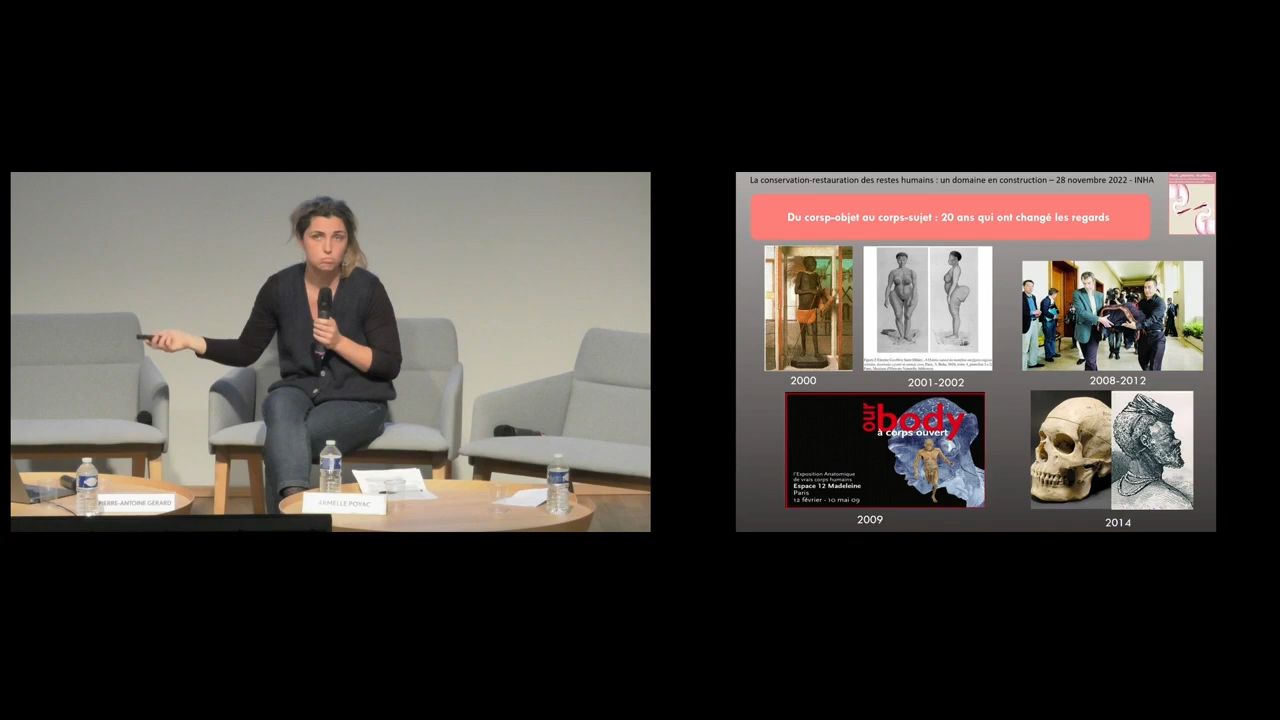 La conservation-restauration des restes humains : un domaine en construction – 28 novembre 2022 - INHA
Du corsp-objet au corps-sujet : 20 ans qui ont changé les regards
2000
2001-2002
2008-2012
our
body
à corps ouvert
l'Exposition Anatomique
de vrais corps humains
Espace 12 Madeleine
Paris
12 février - 10 mai 09
2009
2014
PIERRE-ANTOINE GÉRARD
ARMELLE POYAC